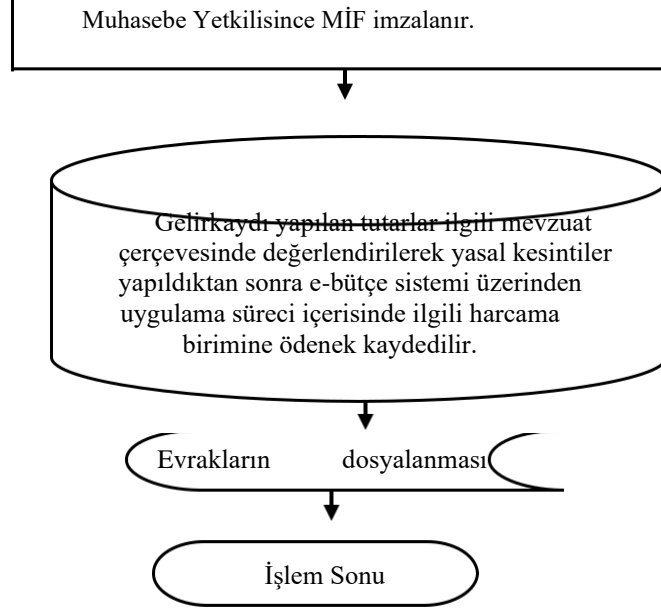 Muhasebe Yetkilisince MİF imzalanır.
Gelirkaydı yapılan tutarlar ilgili mevzuat
çerçevesinde değerlendirilerek yasal kesintiler
yapıldıktan sonra e-bütçe sistemi üzerinden
uygulama süreci içerisinde ilgili harcama
birimine ödenek kaydedilir.
Evrakların dosyalanması
İşlem Sonu